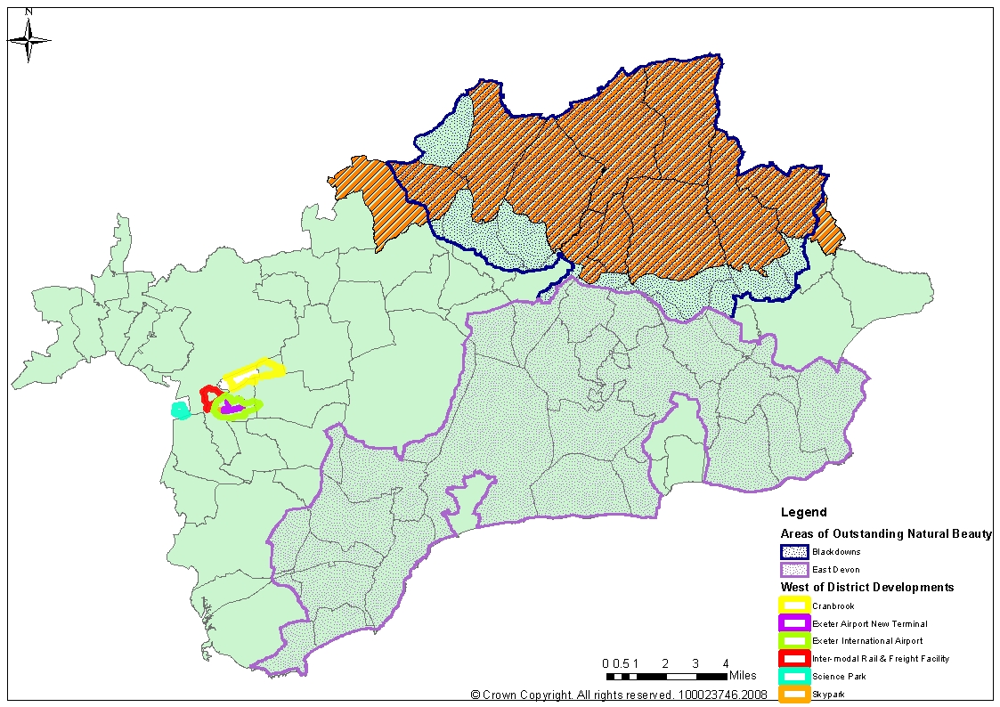 N
Legend
Areas of Outstanding Natural Beauty
Blackdowns
East Devon
West of District Developments
Cranbrook
Exeter Airport New Terminal
Exeter International Airport
Inter-modal Rail & Freight Facility
Science Park
Skypark
0 0.5 1 2 3 4
Miles
© Crown Copyright. All rights reserved. 100023746.2008